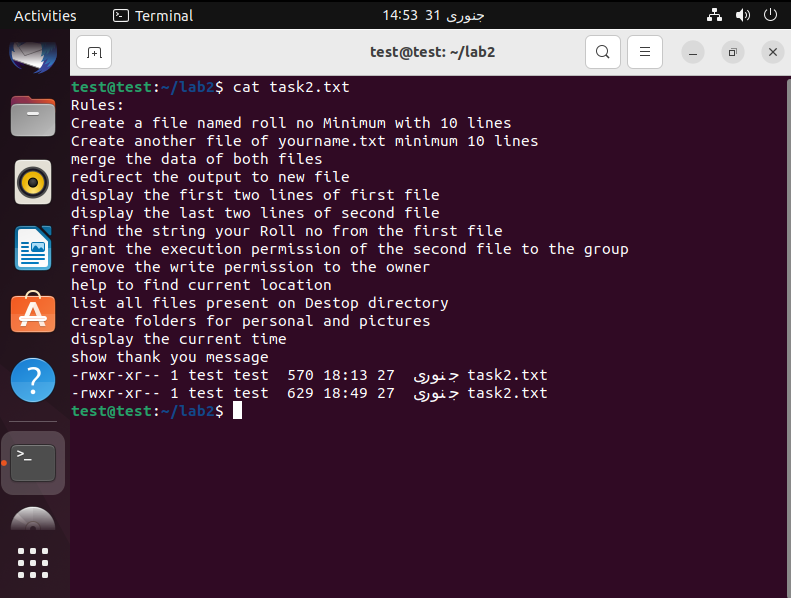 Activities Terminal 14:53 31 جنوری
test@test: ~/lab2
test@test:~/lab2$ cat task2.txt
Rules:
Create a file named roll no Minimum with 10 lines
Create another file of yourname.txt minimum 10 lines
merge the data of both files
redirect the output to new file
display the first two lines of first file
display the last two lines of second file
find the string your Roll no from the first file
grant the execution permission of the second file to the group
remove the write permission to the owner
help to find current location
list all files present on Destop directory
create folders for personal and pictures
display the current time
show thank you message
-rwxr-xr-- 1 test test  570 18:13 27  جنوری task2.txt
-rwxr-xr-- 1 test test  629 18:49 27  جنوری task2.txt
test@test:~/lab2$